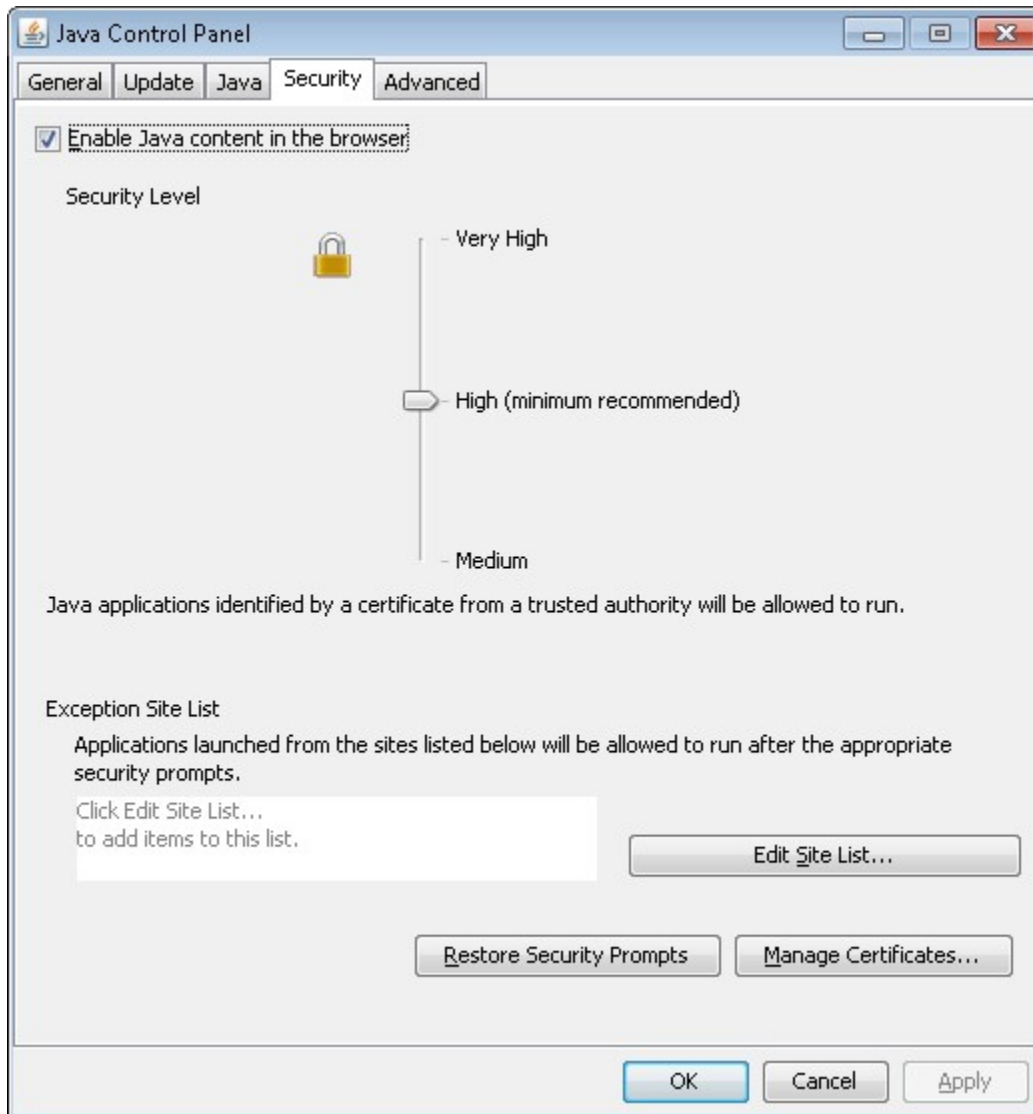 Java Control Panel
General Update Java Security Advanced
Enable Java content in the browser
Security Level
- Very High
- High (minimum recommended)
- Medium
Java applications identified by a certificate from a trusted authority will be allowed to run.
Exception Site List
Applications launched from the sites listed below will be allowed to run after the appropriate
security prompts.
Click Edit Site List...
to add items to this list.
Edit Site List...
Restore Security Prompts Manage Certificates...
OK Cancel Apply